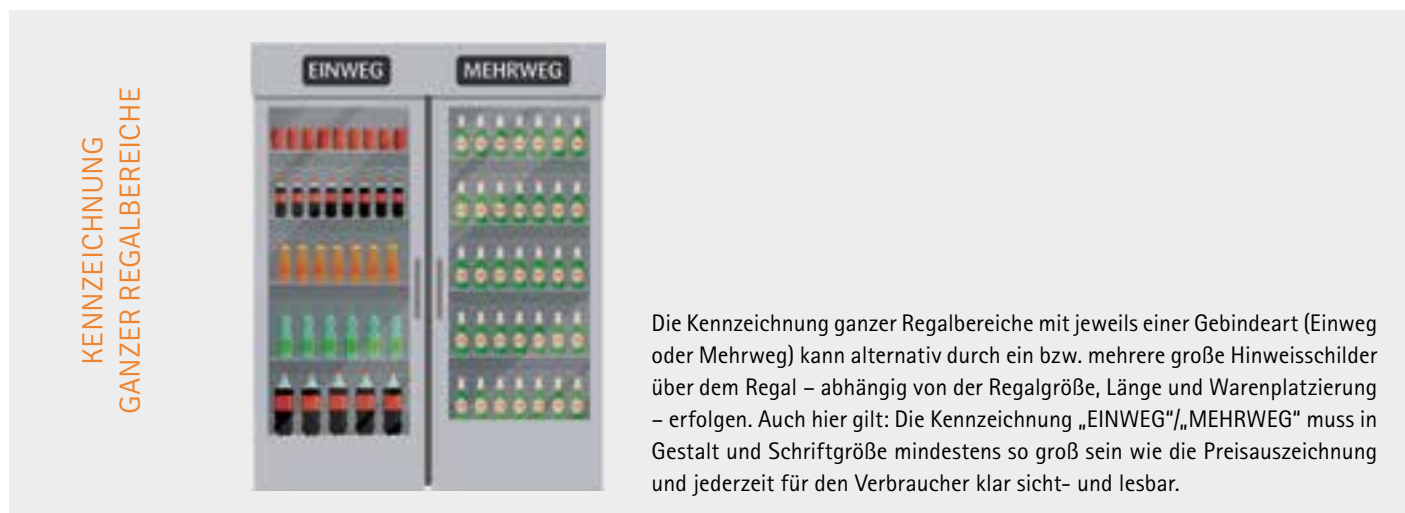 KENNZEICHNUNG
GANZER REGALBEREICHE
EINWEG
MEHRWEG
Die Kennzeichnung ganzer Regalbereiche mit jeweils einer Gebindeart (Einweg
oder Mehrweg) kann alternativ durch ein bzw. mehrere große Hinweisschilder
über dem Regal – abhängig von der Regalgröße, Länge und Warenplatzierung
– erfolgen. Auch hier gilt: Die Kennzeichnung „EINWEG“/„MEHRWEG“ muss in
Gestalt und Schriftgröße mindestens so groß sein wie die Preisauszeichnung
und jederzeit für den Verbraucher klar sicht- und lesbar.